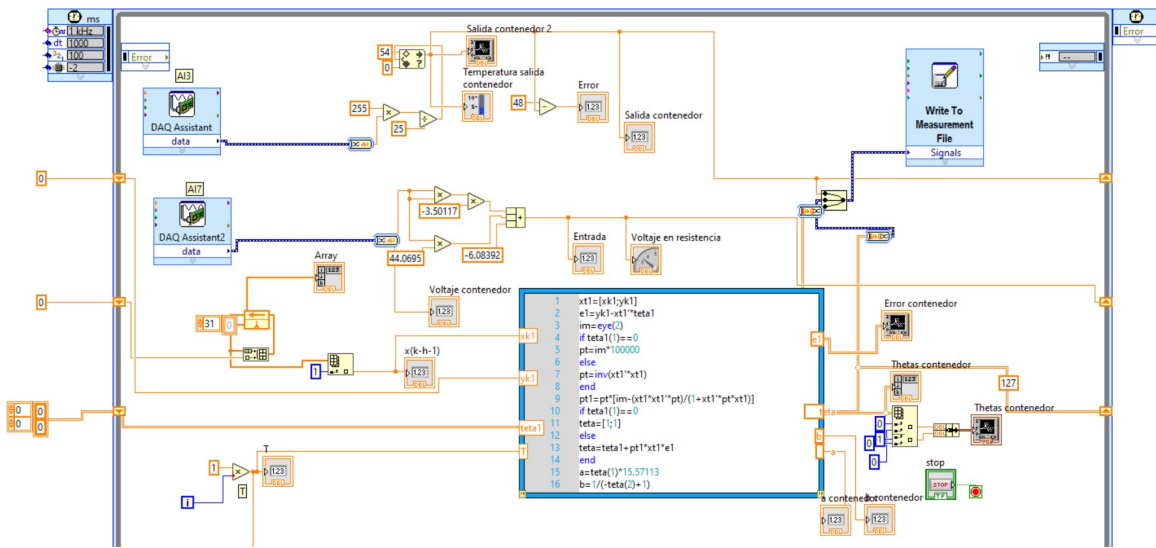 ms
1 kHz
dt 1000
100
-2
Error
Error
AI3
DAQ Assistant
data
54
0
255
25
Salida contenedor 2
Temperatura salida
contenedor
48
Error
Salida contenedor
Write To
Measurement
File
Signals
0
AI7
DAQ Assistant2
data
-3.50117
44.0695
-6.08392
Entrada
Voltaje en resistencia
Array
Voltaje contenedor
0
31
0
1
x(k-h-1)
xk1
yk1
teta1
T
1 xt1=[xk1;yk1]
2 e1=yk1-xt1'*teta1
3 im=eye(2)
4 if teta1(1)==0
5 pt=im*100000
6 else
7 pt=inv(xt1'*xt1)
8 end
9 pt1=pt*[im-(xt1*xt1'*pt)/(1+xt1'*pt*xt1)]
10 if teta1(1)==0
11 teta=[1;1]
12 else
13 teta=teta1+pt1*xt1*e1
14 end
15 a=teta(1)*15.57113
16 b=1/(-teta(2)+1)
e1
teta
b
a
Error contenedor
Thetas contenedor
127
Thetas contenedor
0
0
1
0
stop
STOP
0
0
0
0
1
T
T
i
a contenedor
contenedor